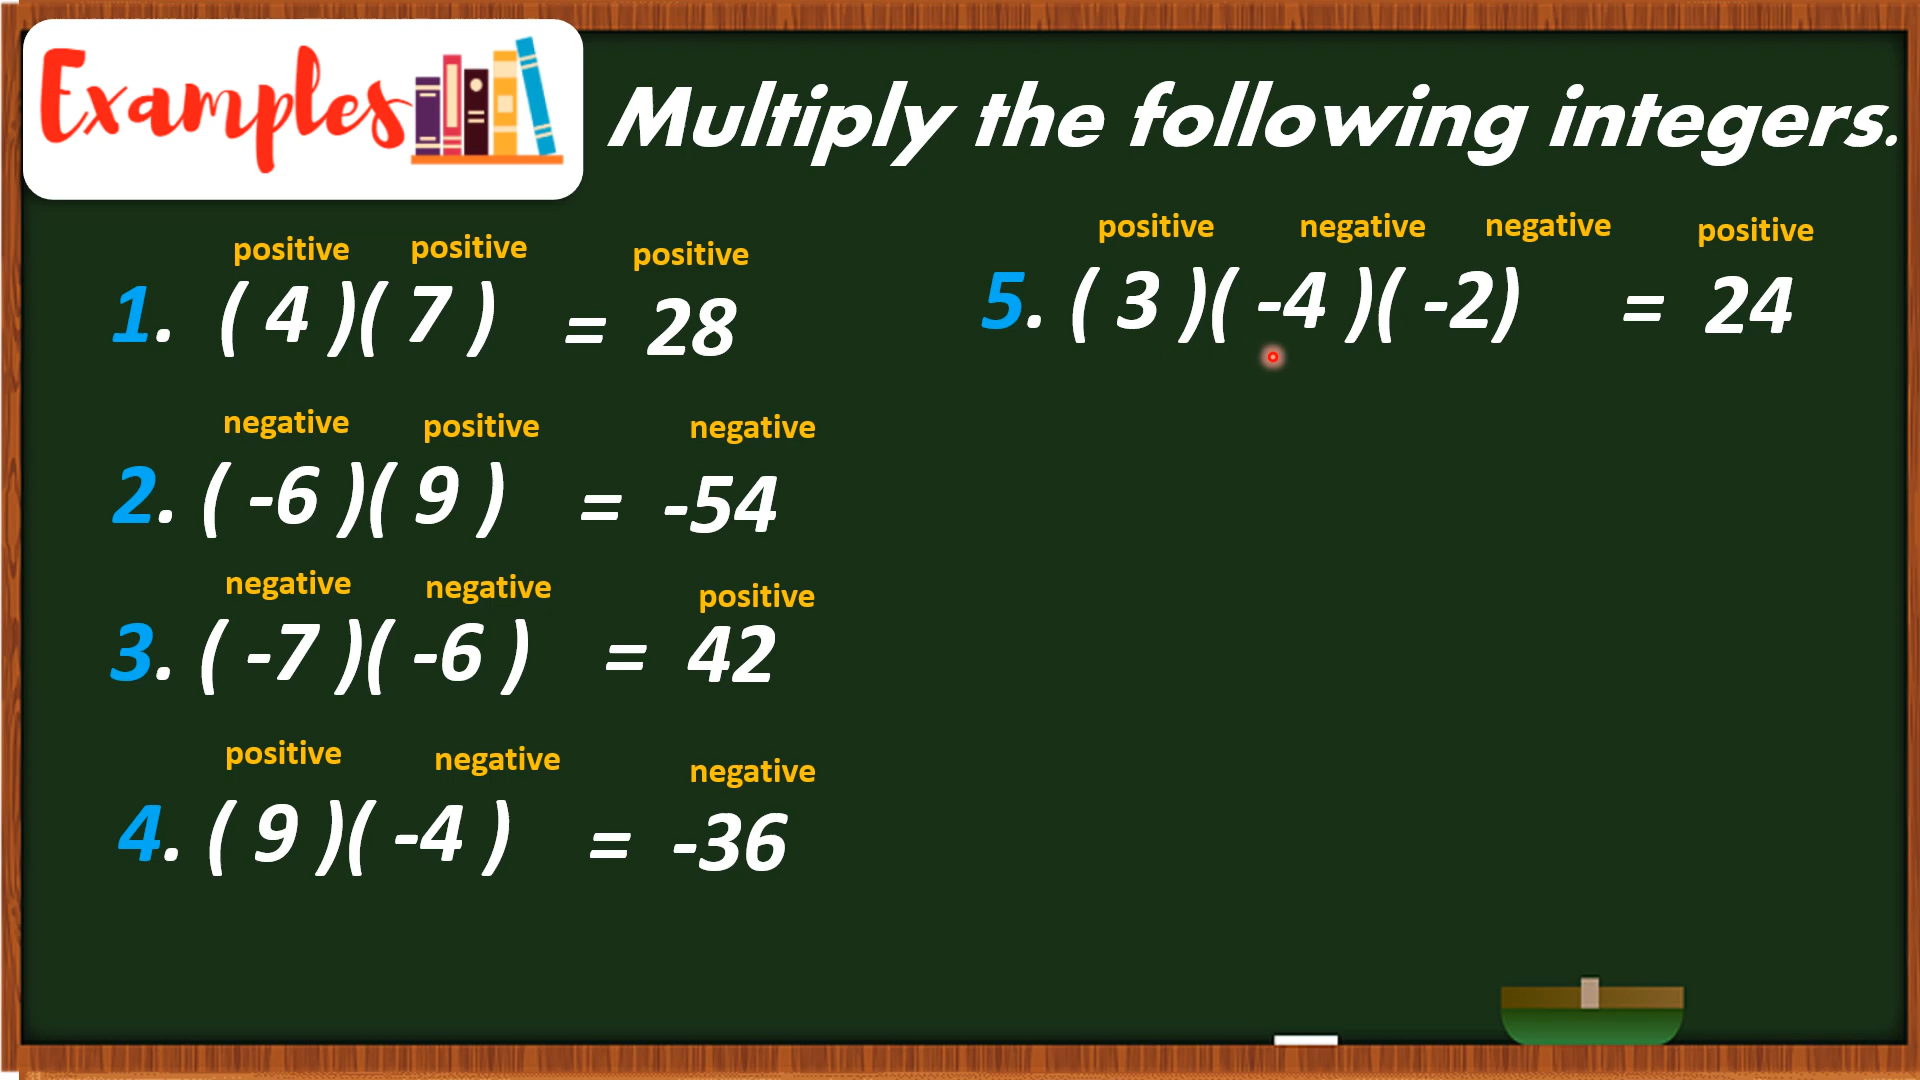 Examples
Multiply the following integers.
positive positive positive
1. ( 4 )( 7 ) = 28
negative positive negative
2. ( -6 )( 9 ) = -54
negative negative positive
3. ( -7 )( -6 ) = 42
positive negative negative
4. ( 9 )( -4 ) = -36
positive negative negative positive
5. ( 3 )( -4 )( -2) = 24